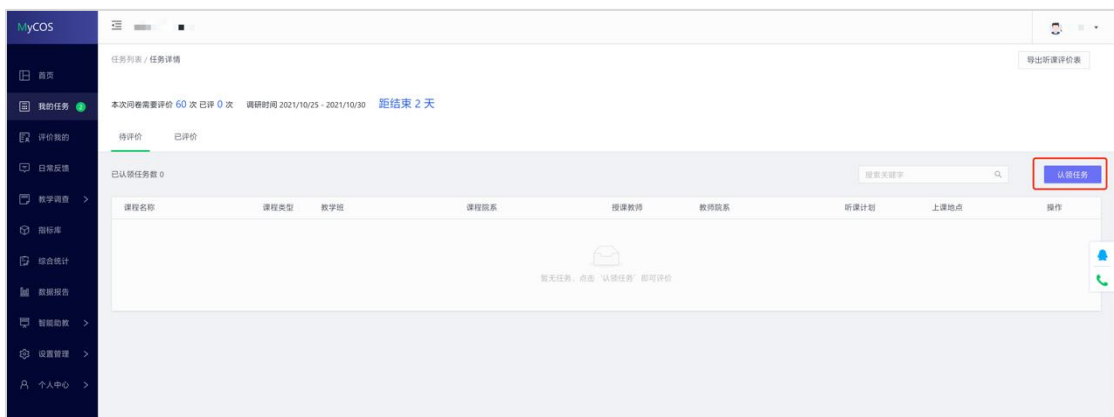 MyCOS
任务列表 / 任务详情
导出听课评价表
首页
我的任务 2
本次问卷需要评价 60 次 已评 0 次 调研时间 2021/10/25 - 2021/10/30 距结束 2 天
评价我的
待评价 已评价
日常反馈
已认领任务数 0 搜索关键字 认领任务
教学调查
课程名称 课程类型 教学班 课程院系 授课教师 教师院系 听课计划 上课地点 操作
指标库
综合统计
暂无任务，点击‘认领任务’即可评价
数据报告
智能助教
设置管理
个人中心